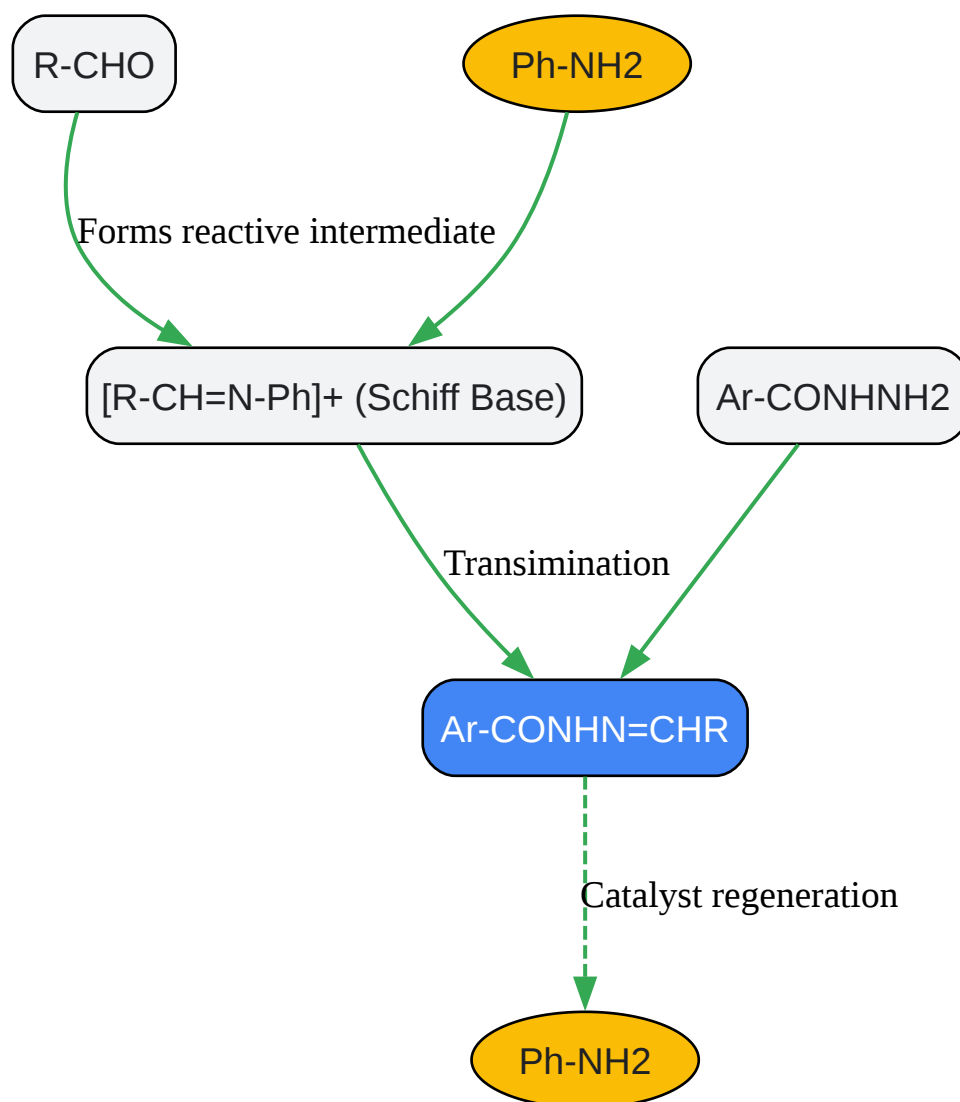 R-CHO
Ph-NH2
Forms reactive intermediate
[R-CH=N-Ph]+ (Schiff Base)
Ar-CONHNH2
Transimination
Ar-CONHN=CHR
Catalyst regeneration
Ph-NH2